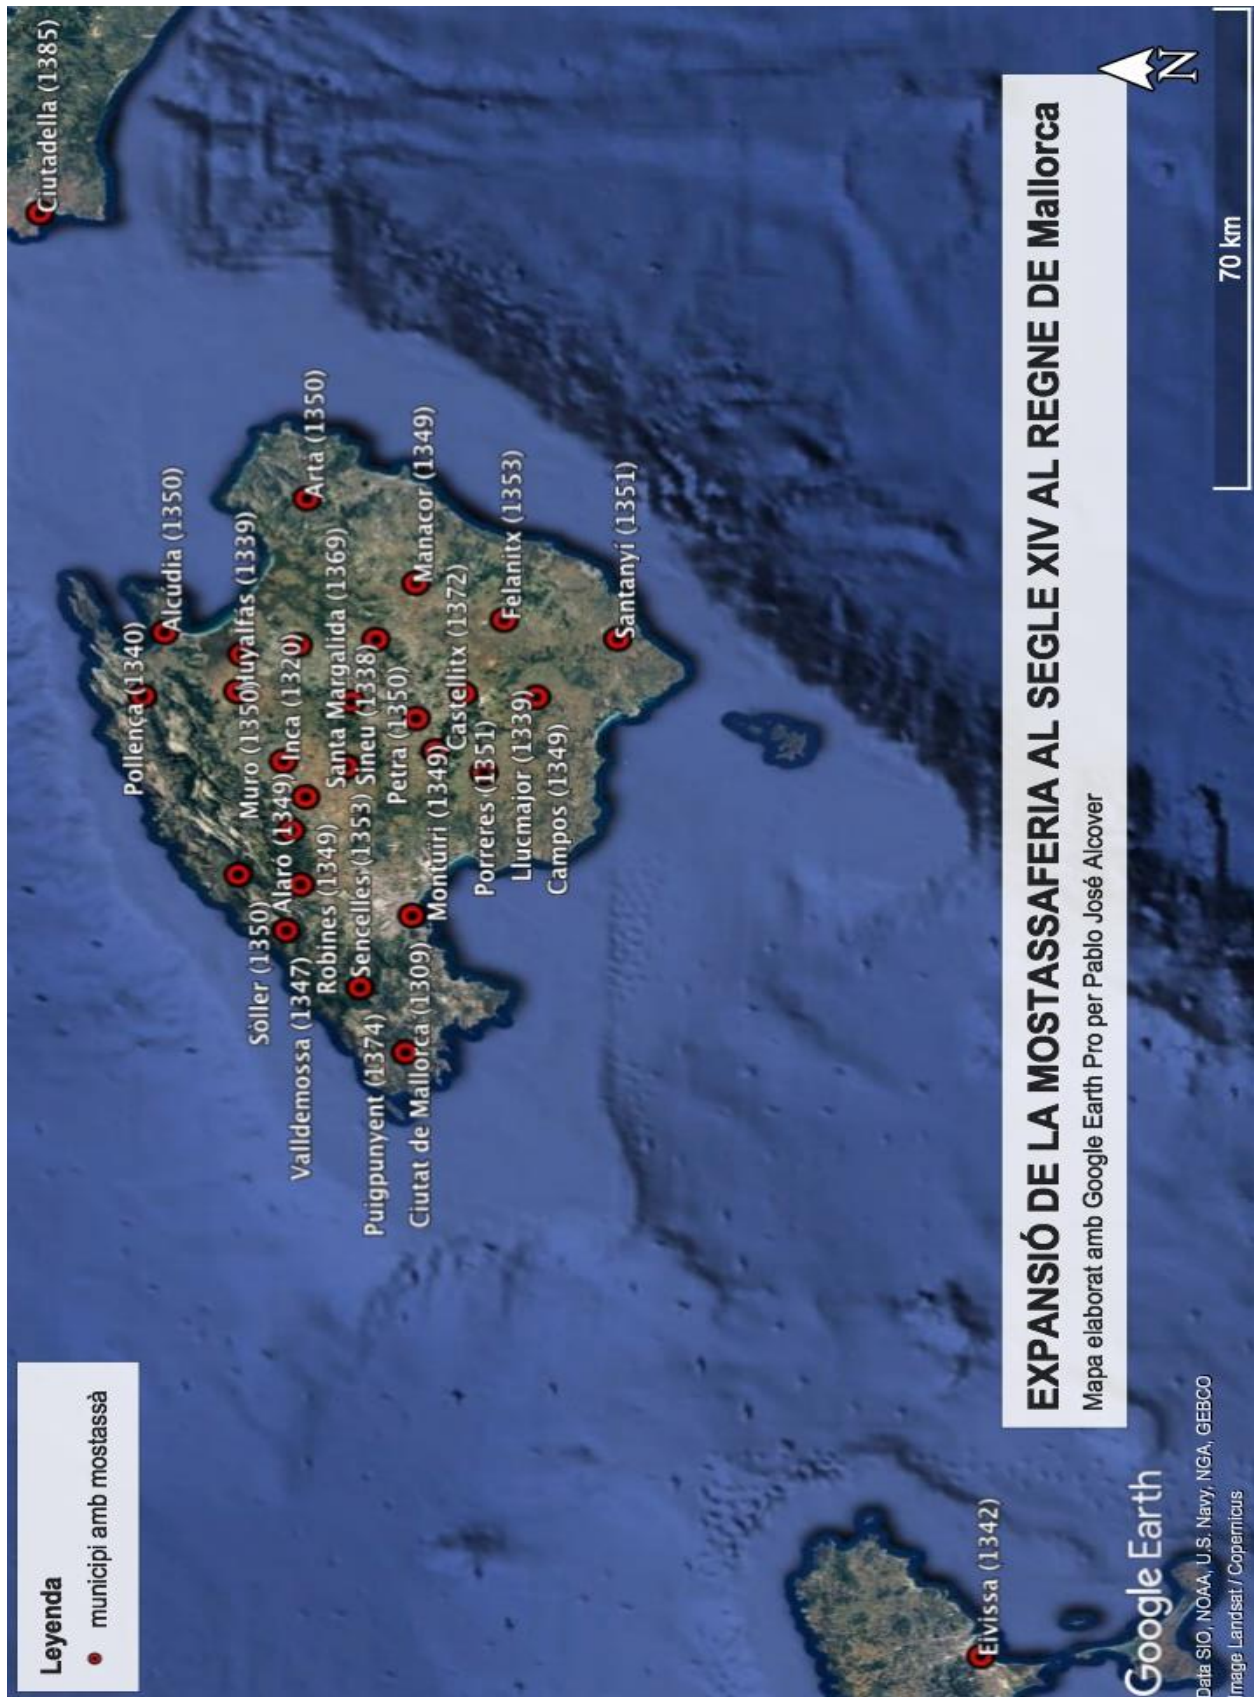 Leyenda
municipi amb mostassà
Ciutadella (1385)
Pollença (1340)
Alcúdia (1350)
Muro (1350)
Huyalfàs (1339)
Artà (1350)
Sòller (1350)
Alaró (1349)
Inca (1320)
Santa Margalida (1369)
Valldemossa (1347)
Robines (1349)
Sencelles (1353)
Sineu (1338)
Petra (1350)
Manacor (1349)
Puigpunyent (1374)
Ciutat de Mallorca (1309)
Montuïri (1349)
Castellitx (1372)
Porreres (1351)
Felanitx (1353)
Llucmajor (1339)
Campos (1349)
Santanyí (1351)
Eivissa (1342)
EXPANSIÓ DE LA MOSTASSAFERIA AL SEGLE XIV AL REGNE DE Mallorca
Mapa elaborat amb Google Earth Pro per Pablo José Alcover
N
Google Earth
Data SIO, NOAA, U.S. Navy, NGA, GEBCO
Image Landsat / Copernicus
70 km